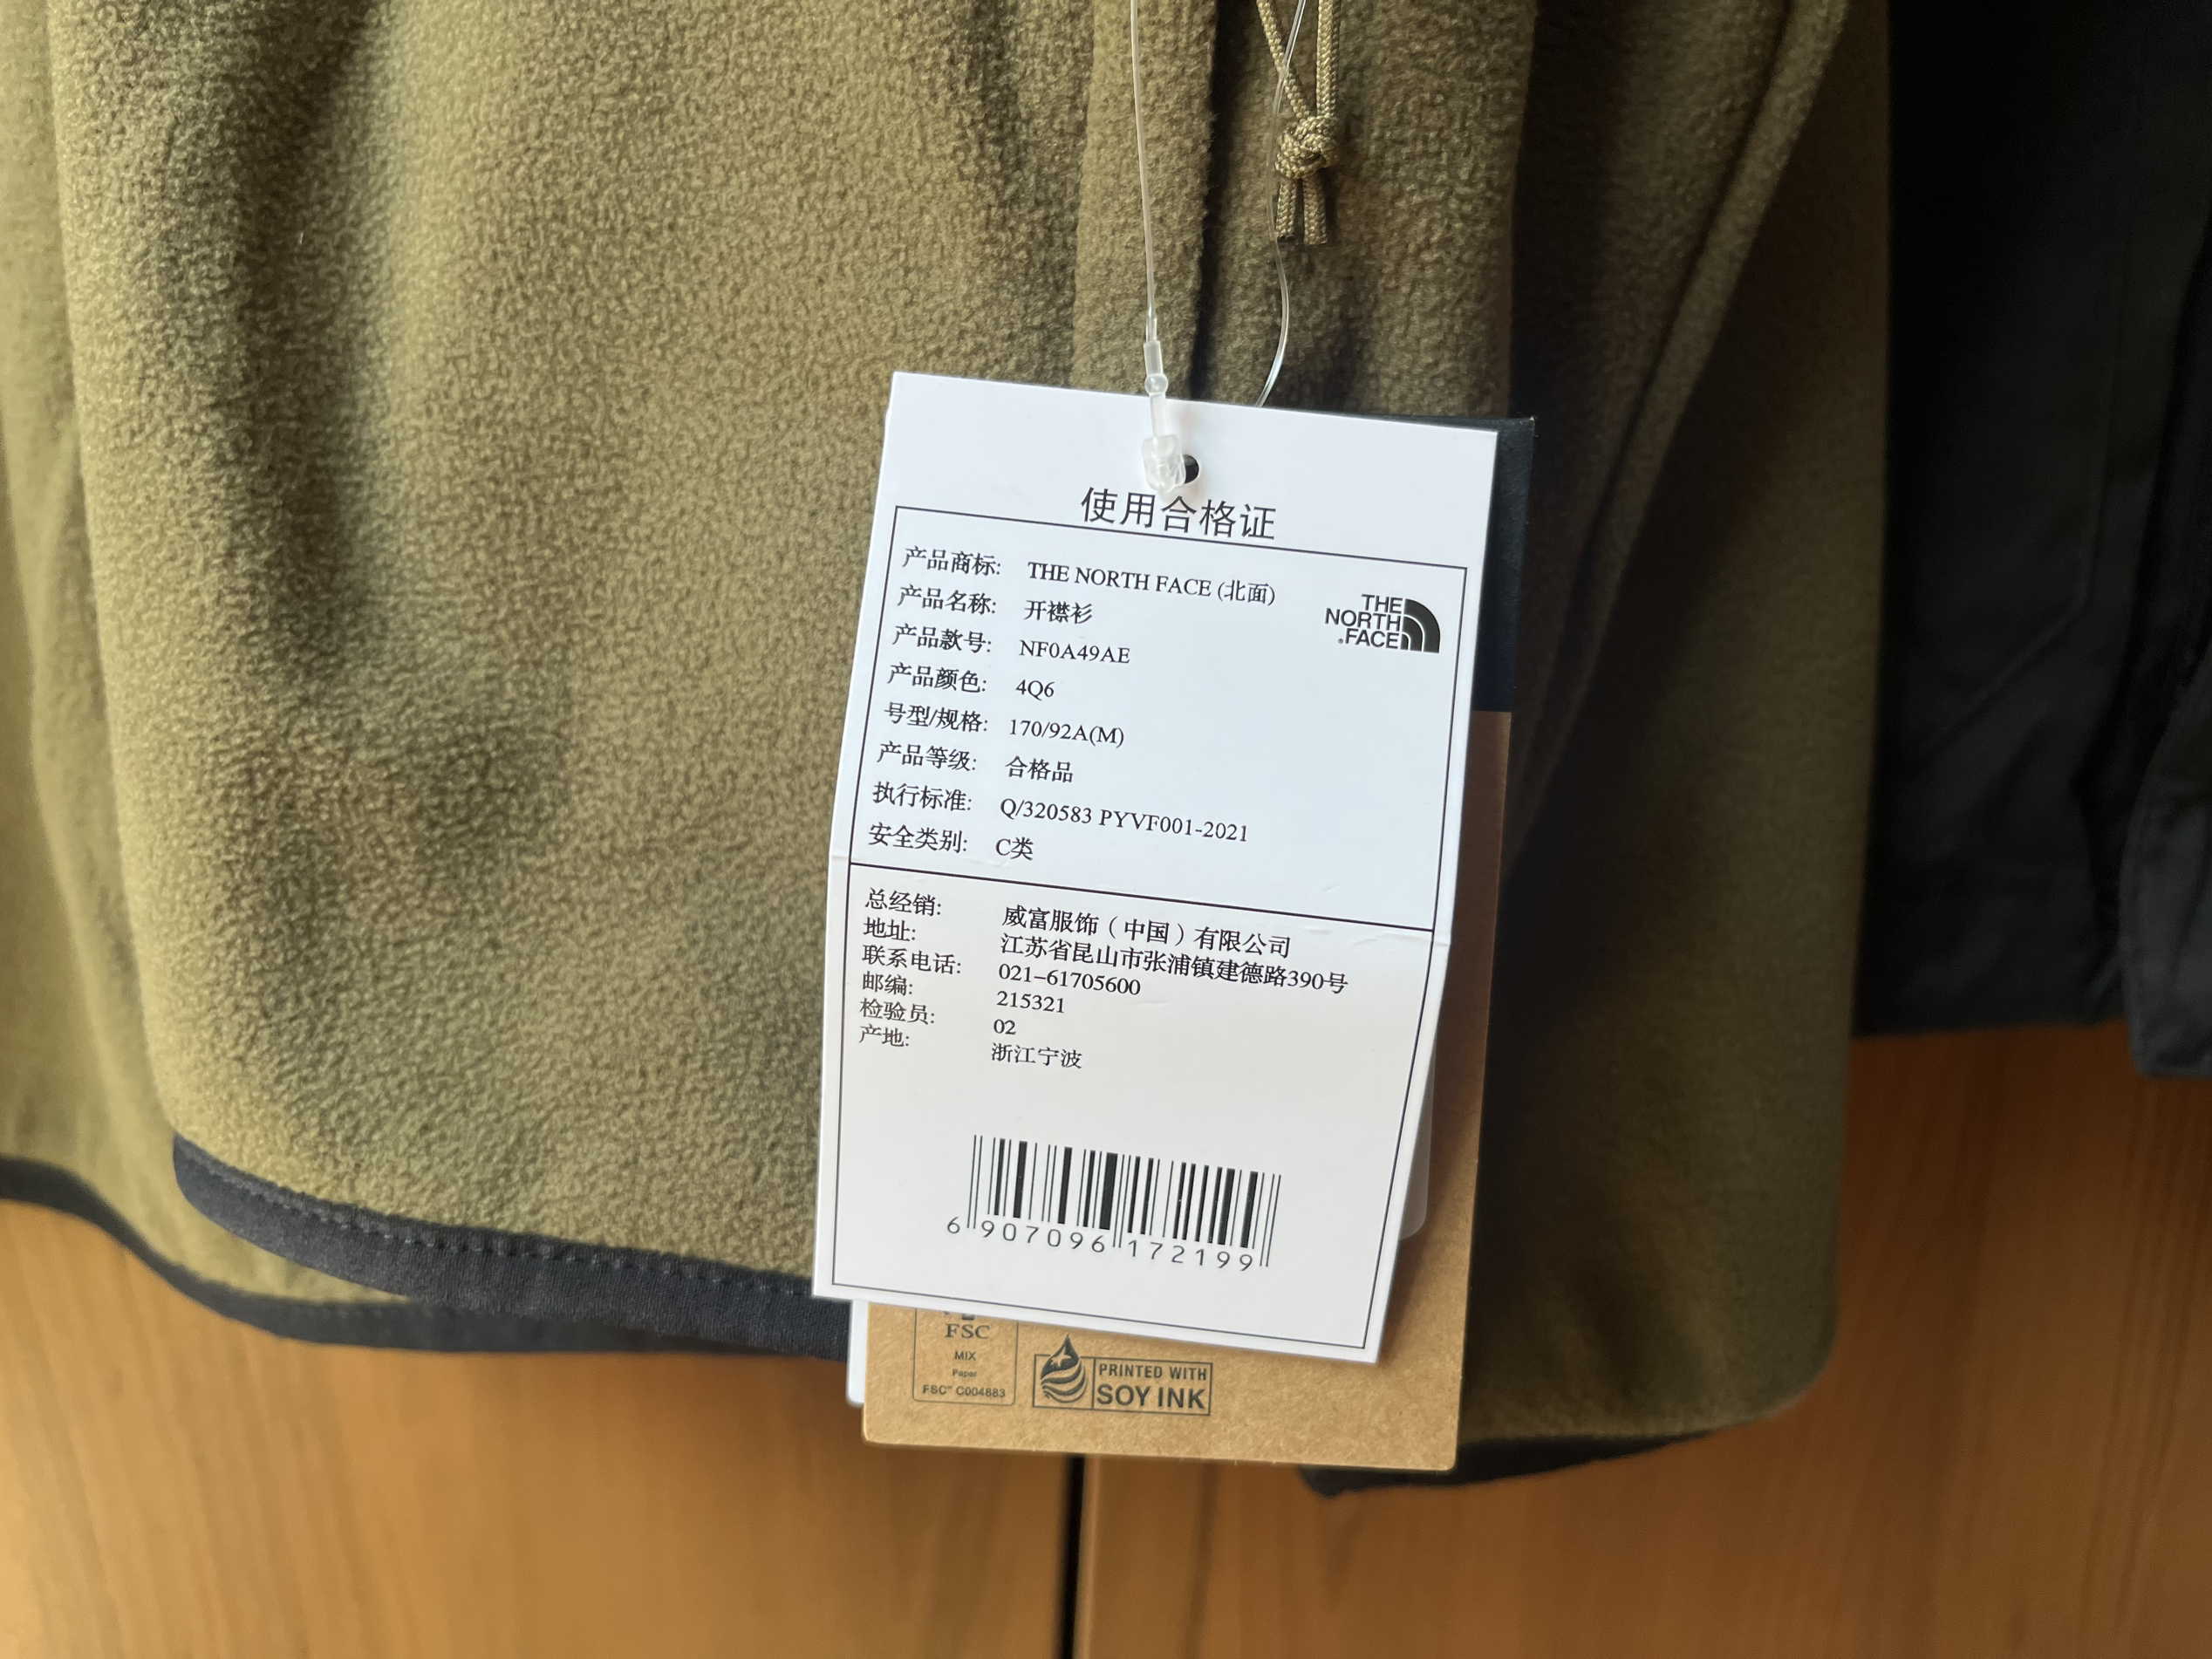 使用合格证
产品商标: THE NORTH FACE (北面)
产品名称: 开襟衫
产品款号: NF0A49AE
产品颜色: 4Q6
号型/规格: 170/92A(M)
产品等级: 合格品
执行标准: Q/320583 PYVF001-2021
安全类别: C类
THE
NORTH
FACE
总经销: 威富服饰（中国）有限公司
地址: 江苏省昆山市张浦镇建德路390号
联系电话: 021-61705600
邮编: 215321
检验员: 02
产地: 浙江宁波
6 907096 172199
FSC
MIX
Paper
FSC™ C004883
PRINTED WITH
SOY INK